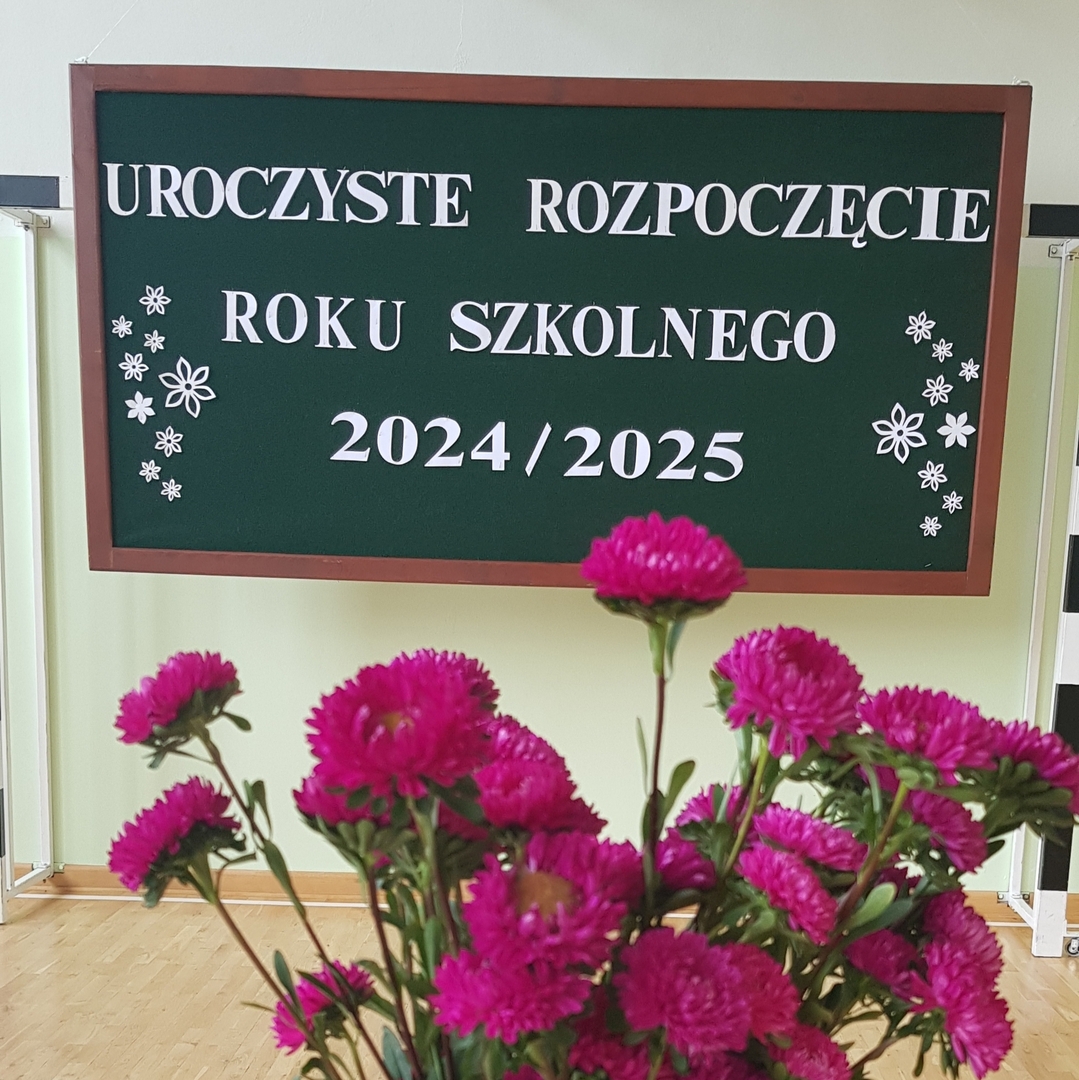 UROCZYSTE ROZPOCZĘCIE
ROKU SZKOLNEGO
2024/2025